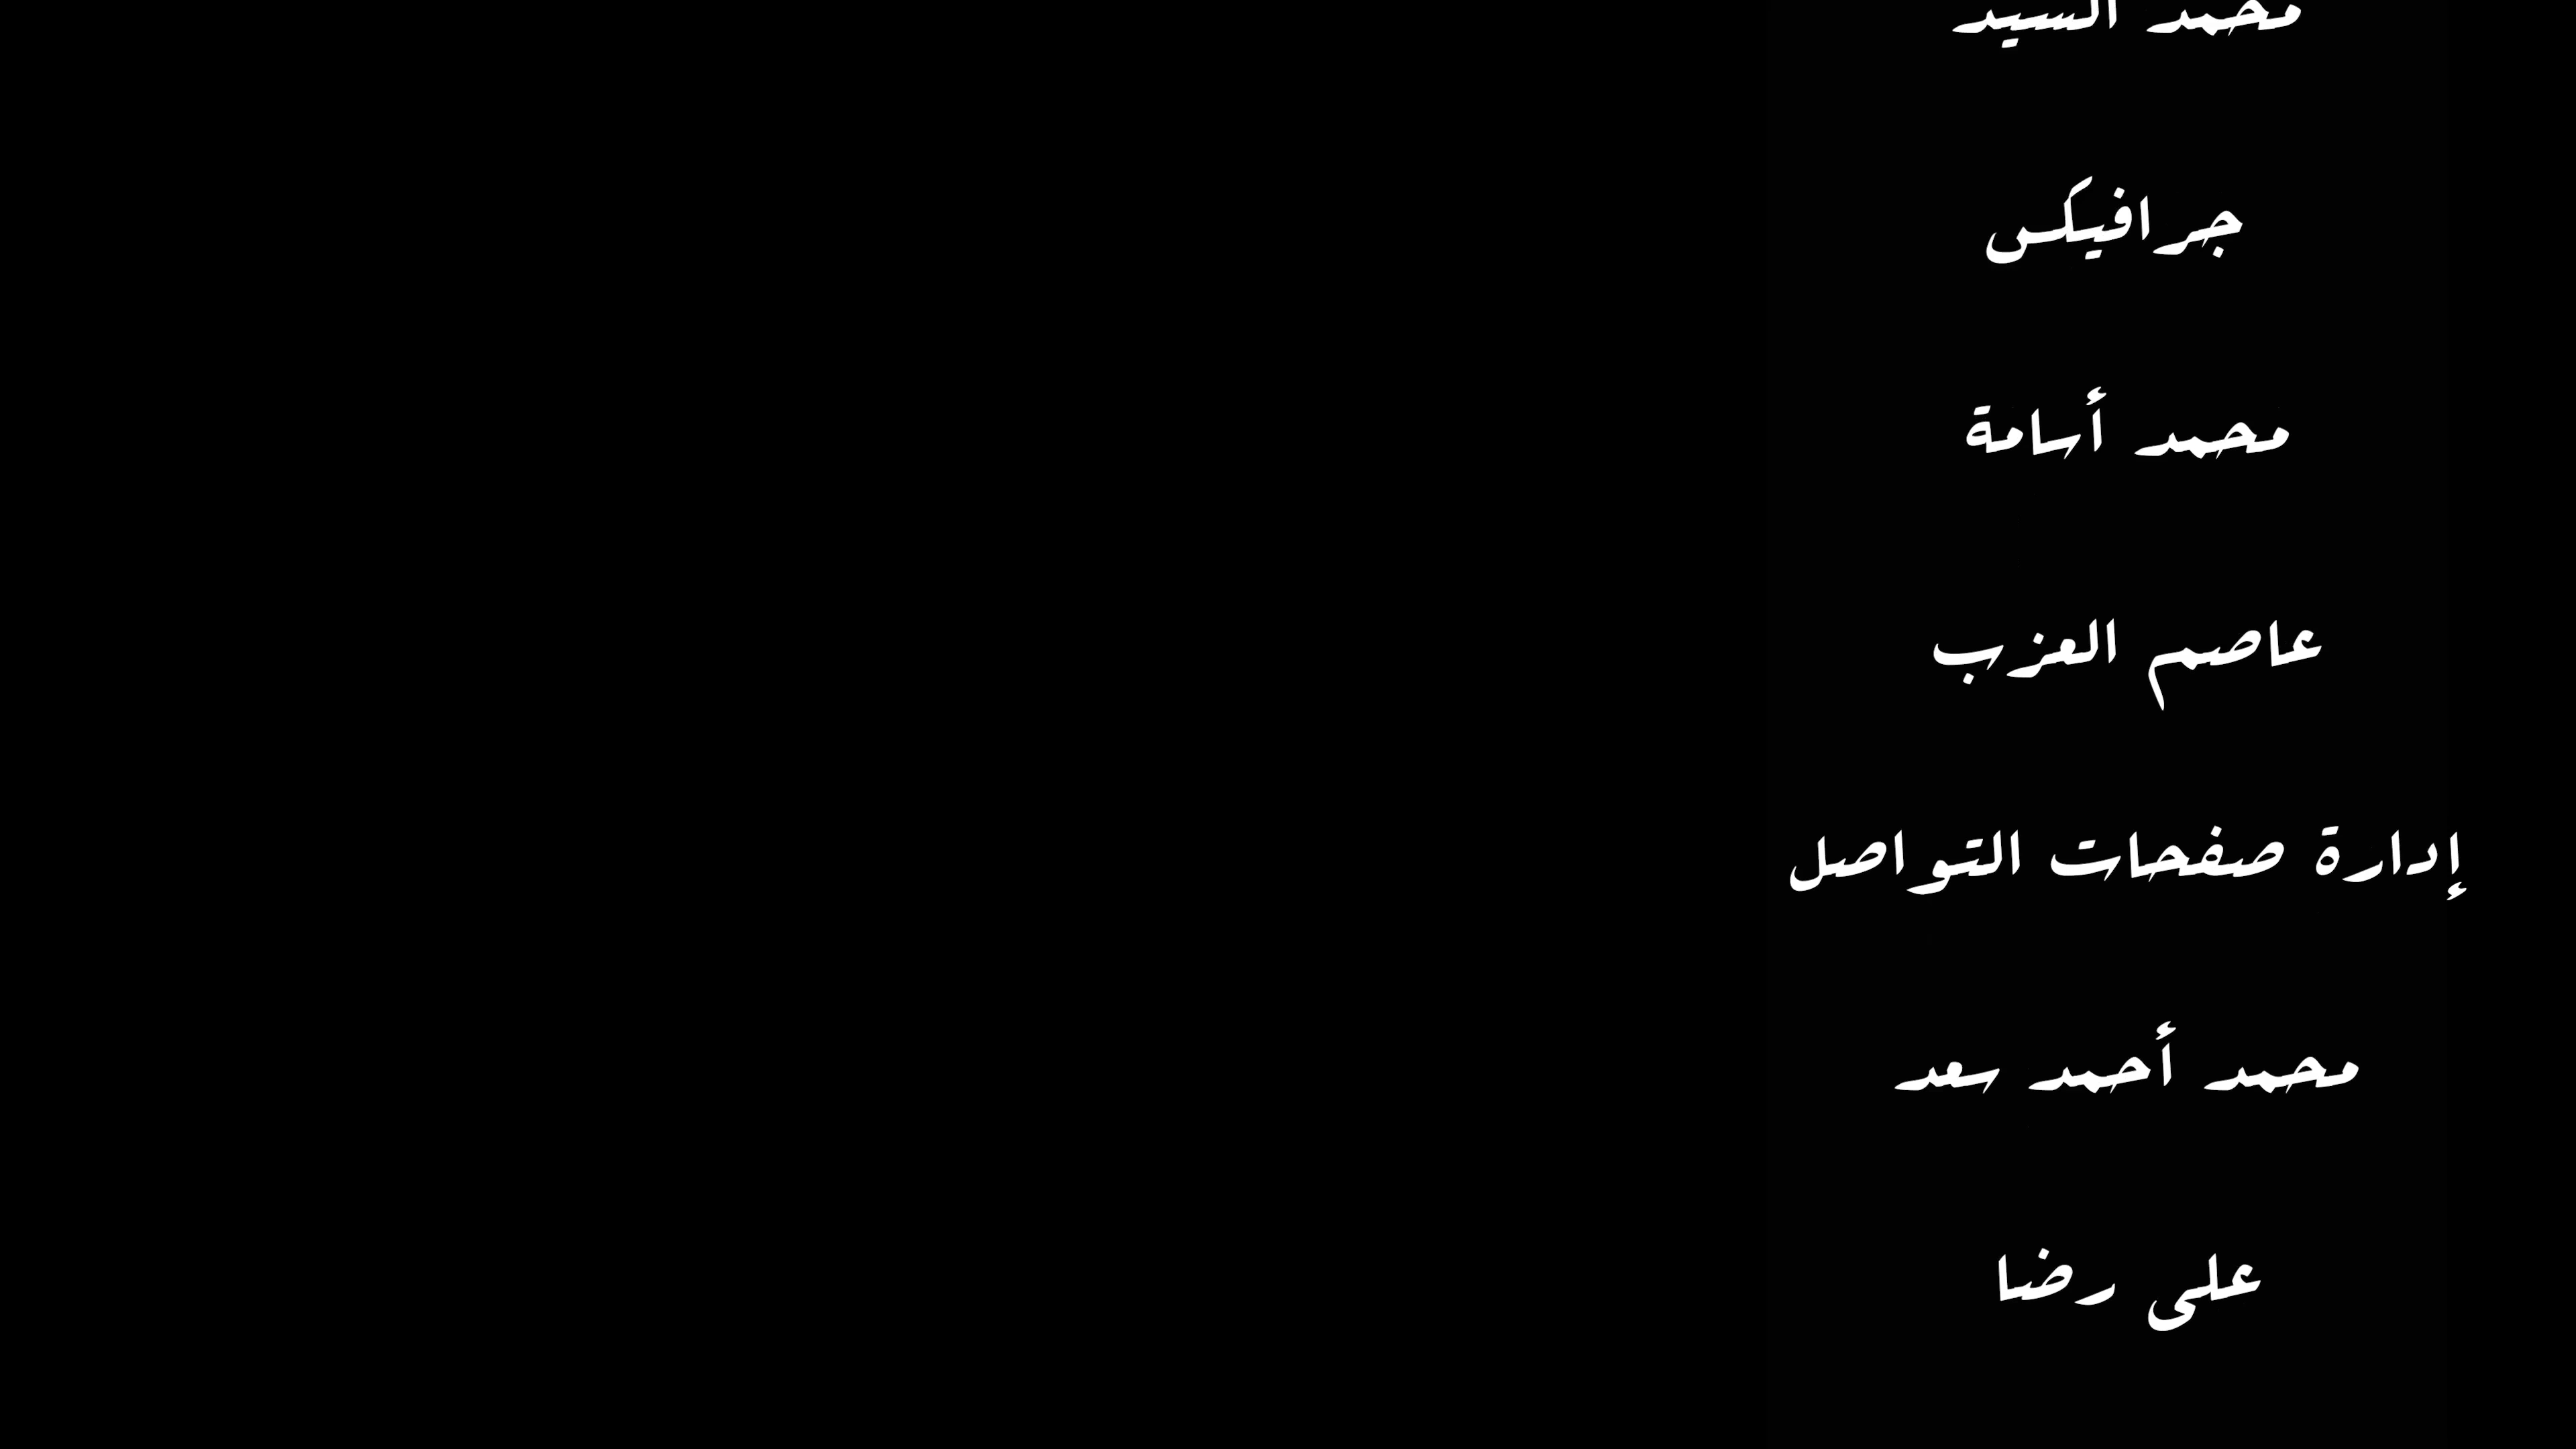 محمد السيد
جرافيكس
محمد أسامة
عاصم العزب
إدارة صفحات التواصل
محمد أحمد سعد
على رضا